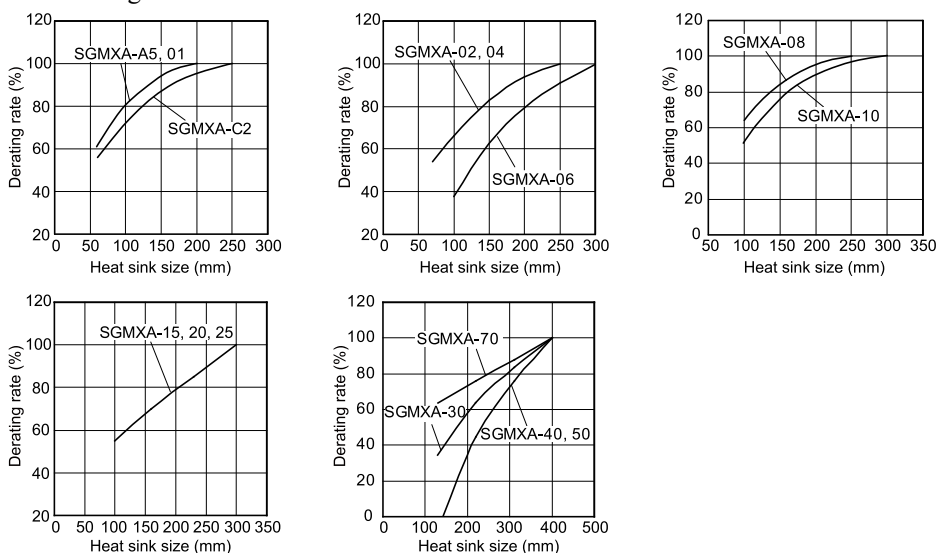 120
100
80
60
40
20
Derating rate (%)
SGMXA-A5, 01
SGMXA-C2
0 50 100 150 200 250 300
Heat sink size (mm)
120
100
80
60
40
20
Derating rate (%)
SGMXA-02, 04
SGMXA-06
0 50 100 150 200 250 300
Heat sink size (mm)
120
100
80
60
40
20
0
Derating rate (%)
SGMXA-08
SGMXA-10
50 100 150 200 250 300 350
Heat sink size (mm)
120
100
80
60
40
20
Derating rate (%)
SGMXA-15, 20, 25
0 50 100 150 200 250 300 350
Heat sink size (mm)
120
100
80
60
40
20
0
Derating rate (%)
SGMXA-70
SGMXA-30
SGMXA-40, 50
0 100 200 300 400 500
Heat sink size (mm)